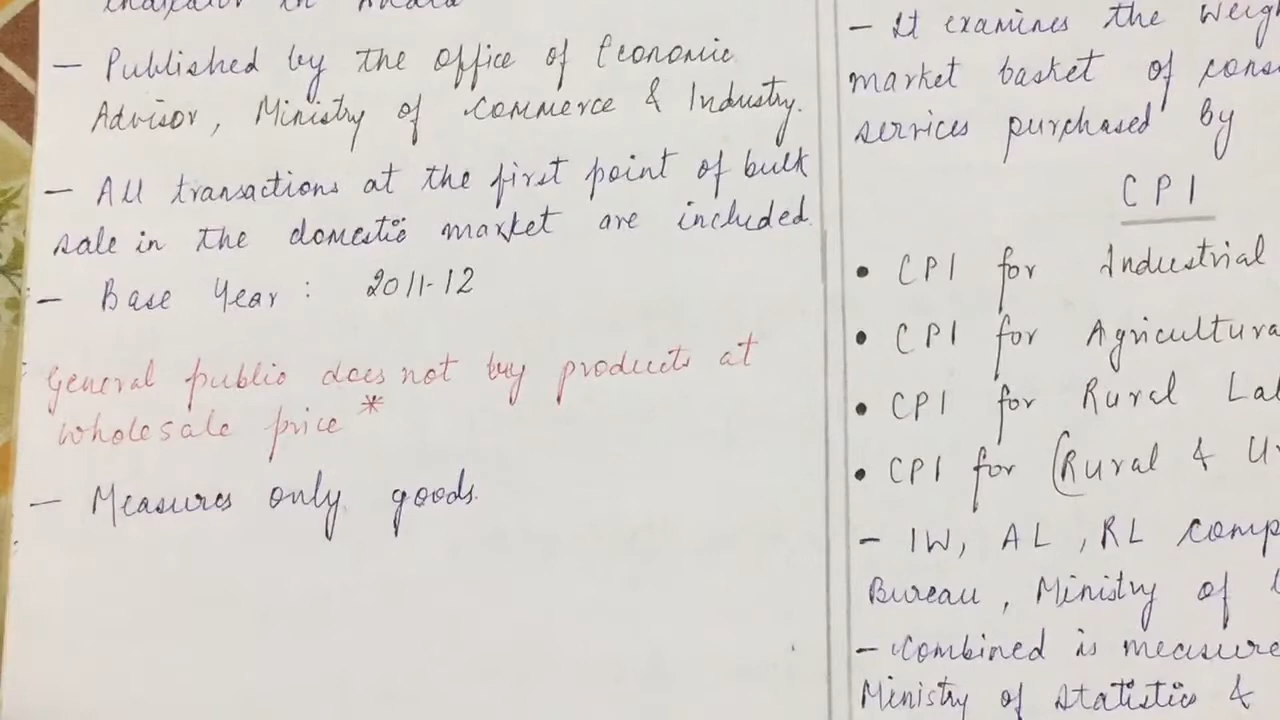 indicator in
— Published by the office of Economic
Advisor, Ministry of Commerce & Industry.
— All transactions at the first point of bulk
sale in the domestic market are included.
— Base Year : 2011-12
General public does not buy products at
wholesale price *
— Measures only goods.
— It examines the
market basket of
services purchased by
CPI
• CPI for Industrial
• CPI for
• CPI for Rural
• CPI for (Rural &
— IW, AL, RL
Bureau, Ministry of
— Combined is
Ministry of Statistic &